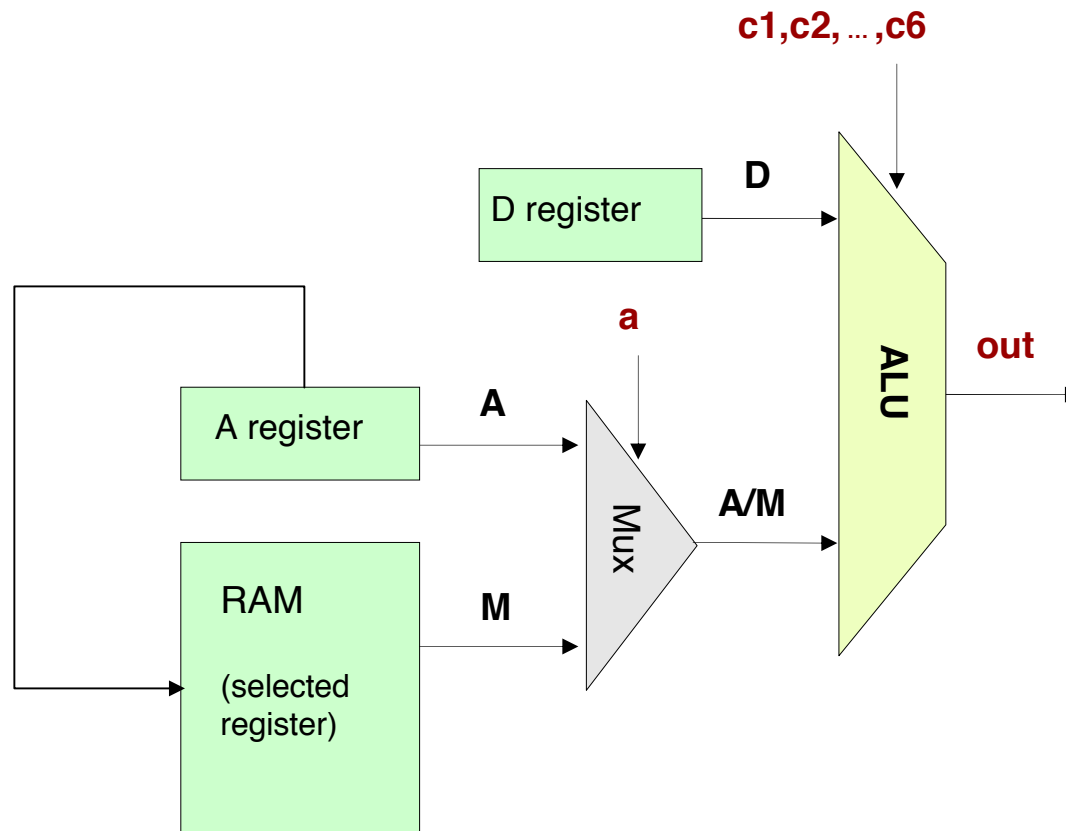 c1,c2, ... ,c6
D register
D
a
ALU
out
A register
A
Mux
A/M
RAM
M
(selected
register)